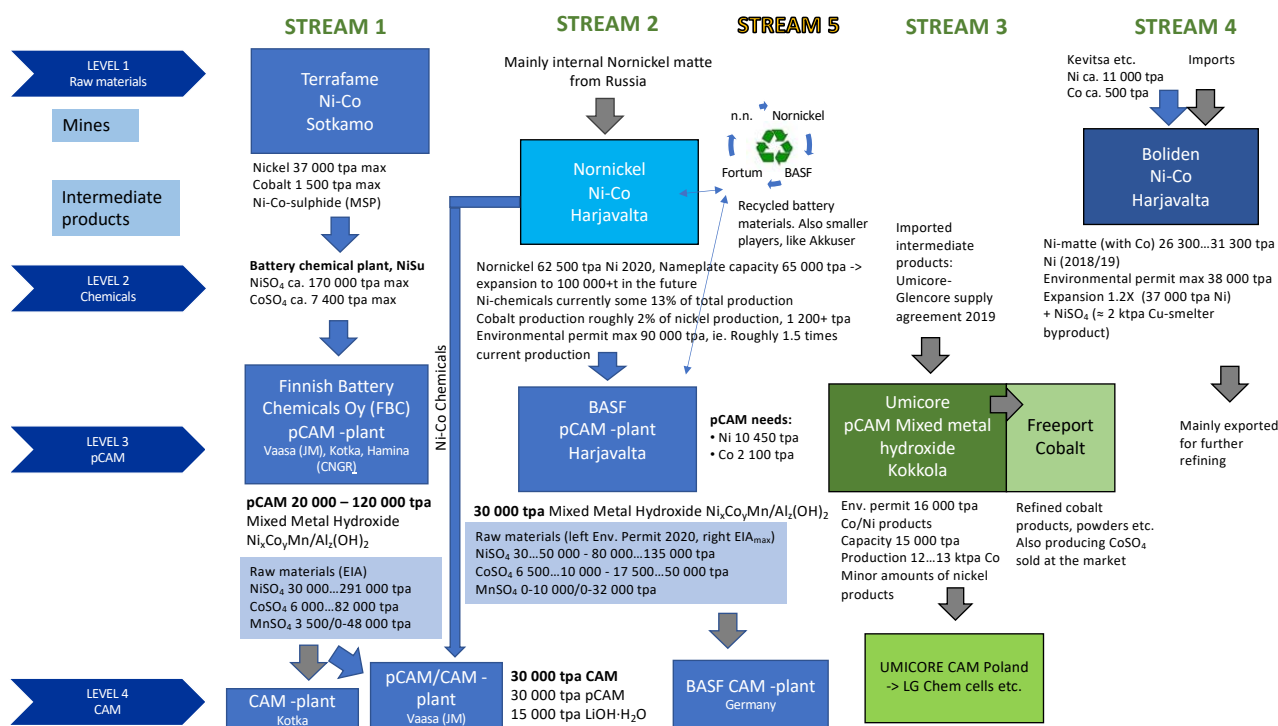 STREAM 1
STREAM 2
STREAM 5
STREAM 3
STREAM 4
LEVEL 1
Raw materials
Mines
Intermediate
products
LEVEL 2
Chemicals
LEVEL 3
pCAM
LEVEL 4
CAM
Terrafame
Ni-Co
Sotkamo
Nickel 37 000 tpa max
Cobalt 1 500 tpa max
Ni-Co-sulphide (MSP)
Battery chemical plant, NiSu
NiSO₄ ca. 170 000 tpa max
CoSO₄ ca. 7 400 tpa max
Finnish Battery
Chemicals Oy (FBC)
pCAM -plant
Vaasa (JM), Kotka, Hamina
(CNGR)
pCAM 20 000 – 120 000 tpa
Mixed Metal Hydroxide
NiₓCoᵧMn/Al_z(OH)₂
Raw materials (EIA)
NiSO₄ 30 000…291 000 tpa
CoSO₄ 6 000…82 000 tpa
MnSO₄ 3 500/0-48 000 tpa
CAM -plant
Kotka
pCAM/CAM -
plant
Vaasa (JM)
30 000 tpa CAM
30 000 tpa pCAM
15 000 tpa LiOH·H₂O
Ni-Co Chemicals
Mainly internal Nornickel matte
from Russia
Nornickel
Ni-Co
Harjavalta
Nornickel 62 500 tpa Ni 2020, Nameplate capacity 65 000 tpa ->
expansion to 100 000+t in the future
Ni-chemicals currently some 13% of total production
Cobalt production roughly 2% of nickel production, 1 200+ tpa
Environmental permit max 90 000 tpa, ie. Roughly 1.5 times
current production
BASF
pCAM -plant
Harjavalta
pCAM needs:
• Ni 10 450 tpa
• Co 2 100 tpa
30 000 tpa Mixed Metal Hydroxide NiₓCoᵧMn/Al_z(OH)₂
Raw materials (left Env. Permit 2020, right EIAmax)
NiSO₄ 30…50 000 - 80 000…135 000 tpa
CoSO₄ 6 500…10 000 - 17 500…50 000 tpa
MnSO₄ 0-10 000/0-32 000 tpa
BASF CAM -plant
Germany
n.n.
Nornickel
Fortum
BASF
Recycled battery
materials. Also smaller
players, like Akkuser
Imported
intermediate
products:
Umicore-
Glencore supply
agreement 2019
Umicore
pCAM Mixed metal
hydroxide
Kokkola
Freeport
Cobalt
Env. permit 16 000 tpa
Co/Ni products
Capacity 15 000 tpa
Production 12…13 ktpa Co
Minor amounts of nickel
products
Refined cobalt
products, powders etc.
Also producing CoSO₄
sold at the market
UMICORE CAM Poland
-> LG Chem cells etc.
Kevitsa etc.
Ni ca. 11 000 tpa
Co ca. 500 tpa
Imports
Boliden
Ni-Co
Harjavalta
Ni-matte (with Co) 26 300…31 300 tpa
Ni (2018/19)
Environmental permit max 38 000 tpa
Expansion 1.2X (37 000 tpa Ni)
+ NiSO₄ (≈ 2 ktpa Cu-smelter
byproduct)
Mainly exported
for further
refining